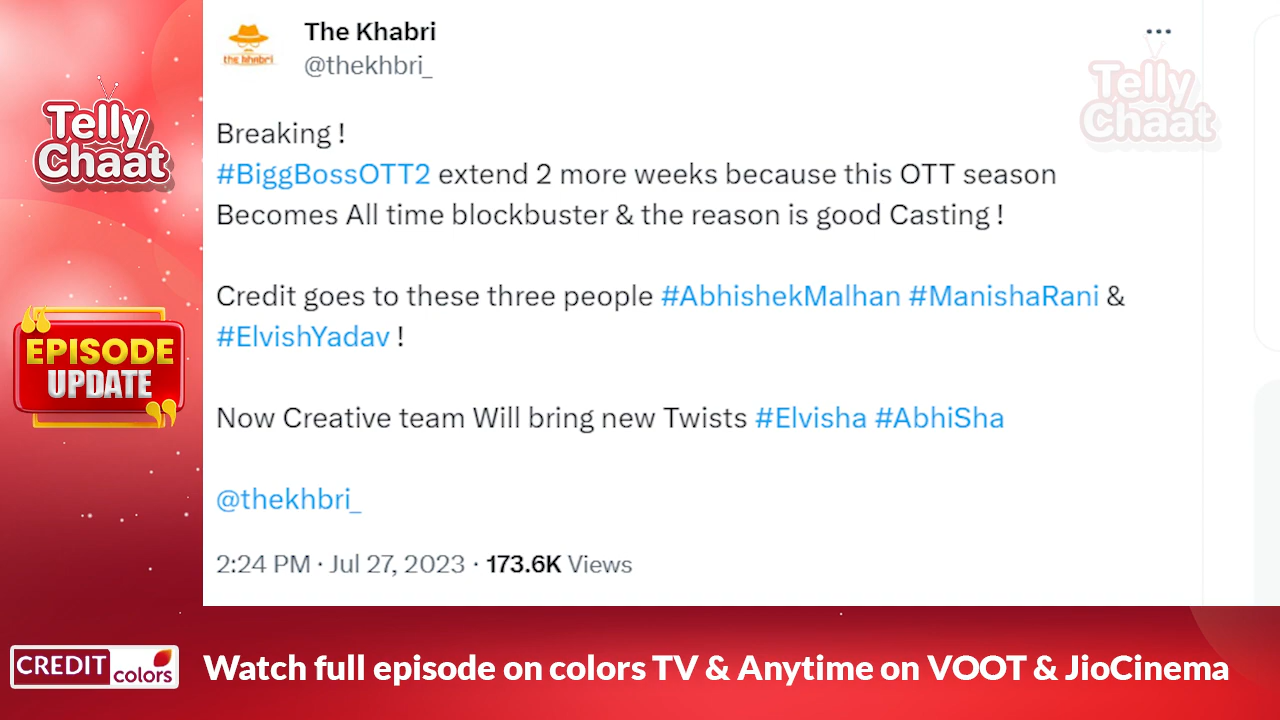 The Khabri
the khabri
@thekhbri_
Telly
Chaat
Telly
Chaat
Breaking !
#BiggBossOTT2 extend 2 more weeks because this OTT season
Becomes All time blockbuster & the reason is good Casting !
Credit goes to these three people #AbhishekMalhan #ManishaRani &
#ElvishYadav !
EPISODE
UPDATE
Now Creative team Will bring new Twists #Elvisha #AbhiSha
@thekhbri_
2:24 PM · Jul 27, 2023 · 173.6K Views
CREDIT colors
Watch full episode on colors TV & Anytime on VOOT & JioCinema